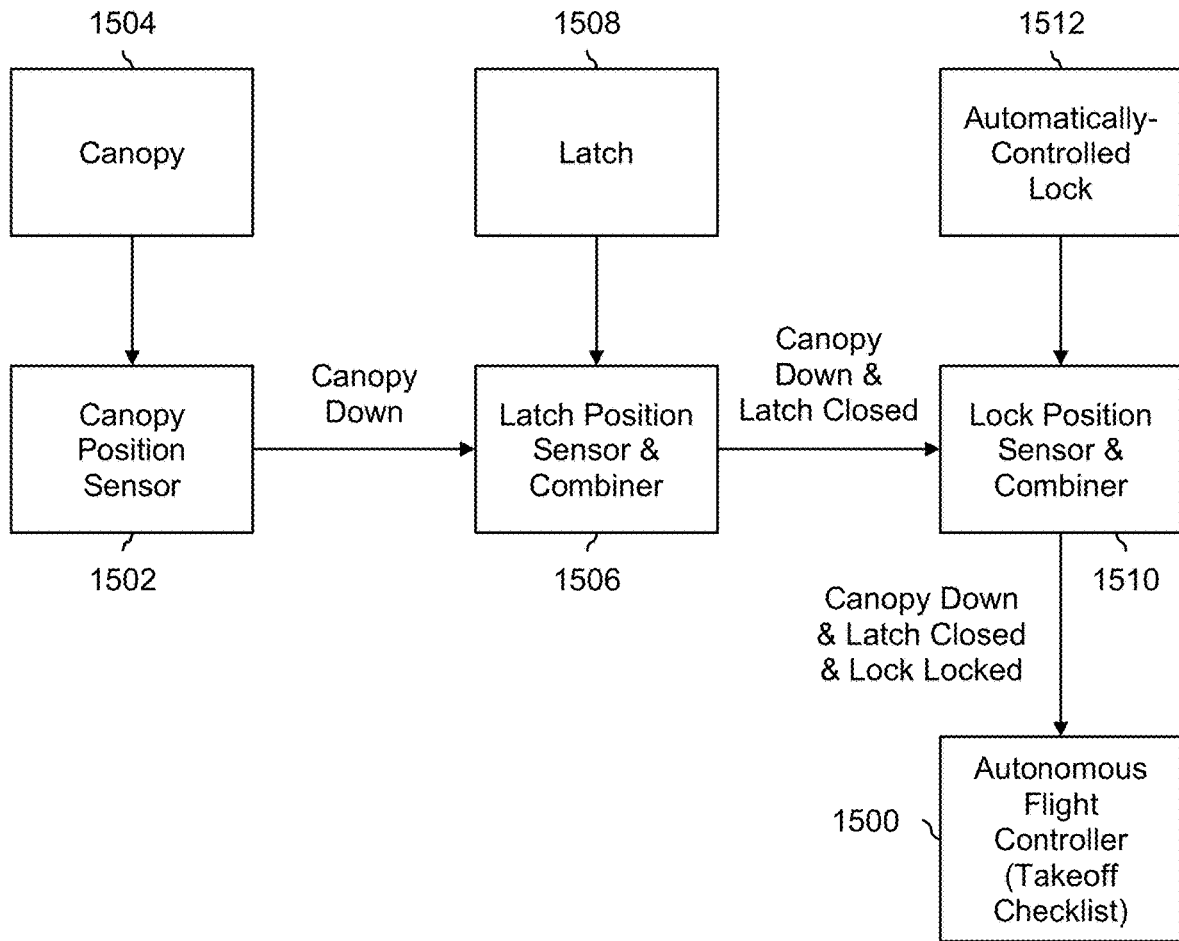 1504
1508
1512
Canopy
Latch
Automatically-
Controlled
Lock
Canopy
Position
Sensor
Canopy
Down
Latch Position
Sensor &
Combiner
Canopy
Down &
Latch Closed
Lock Position
Sensor &
Combiner
1502
1506
1510
Canopy Down
& Latch Closed
& Lock Locked
1500
Autonomous
Flight
Controller
(Takeoff
Checklist)